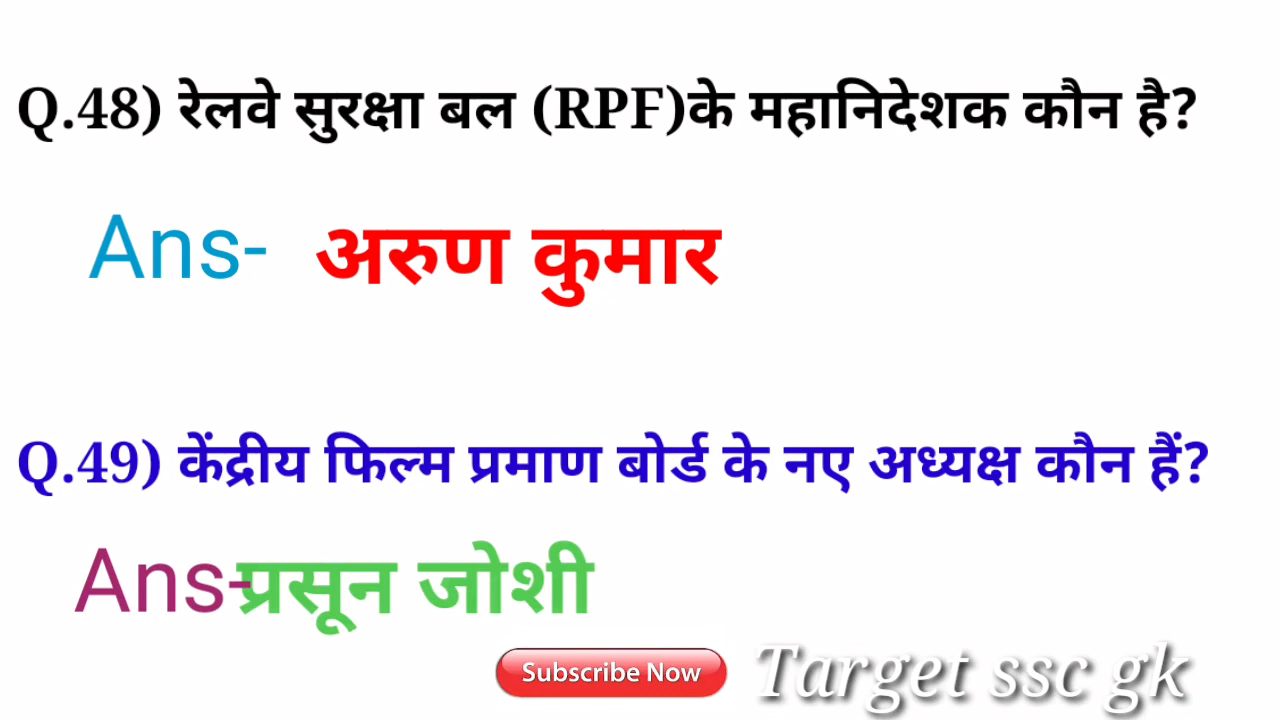 Q.48) रेलवे सुरक्षा बल (RPF)के महानिदेशक कौन है?
Ans- अरुण कुमार
Q.49) केंद्रीय फिल्म प्रमाण बोर्ड के नए अध्यक्ष कौन हैं?
Ans-प्रसून जोशी
Subscribe Now Target ssc gk